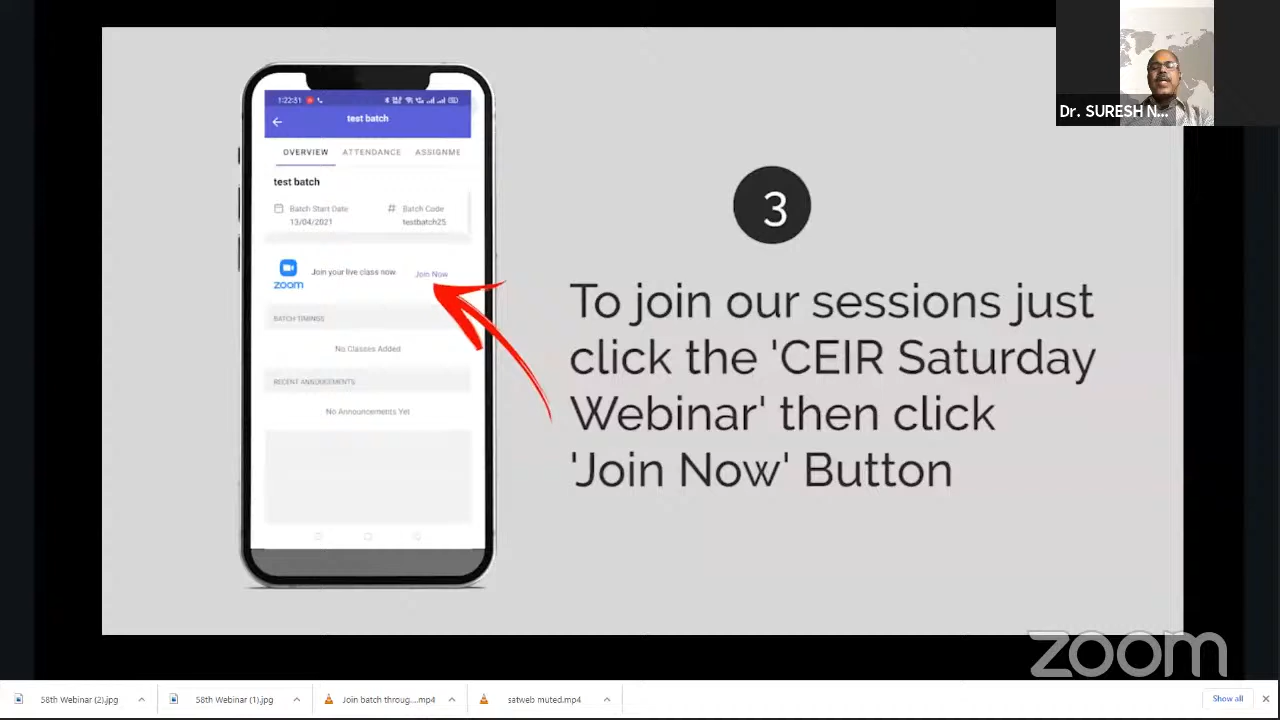 Dr. SURESH N...
1:22:31
test batch
OVERVIEW ATTENDANCE ASSIGNME
test batch
Batch Start Date
13/04/2021
# Batch Code
testbatch25
zoom
Join your live class now
Join Now
BATCH TIMINGS
No Classes Added
No Announcements Yet
3
To join our sessions just
click the 'CEIR Saturday
Webinar' then click
'Join Now' Button
zoom
58th Webinar (2).jpg
58th Webinar (1).jpg
Join batch throug....mp4
satweb muted.mp4
Show all